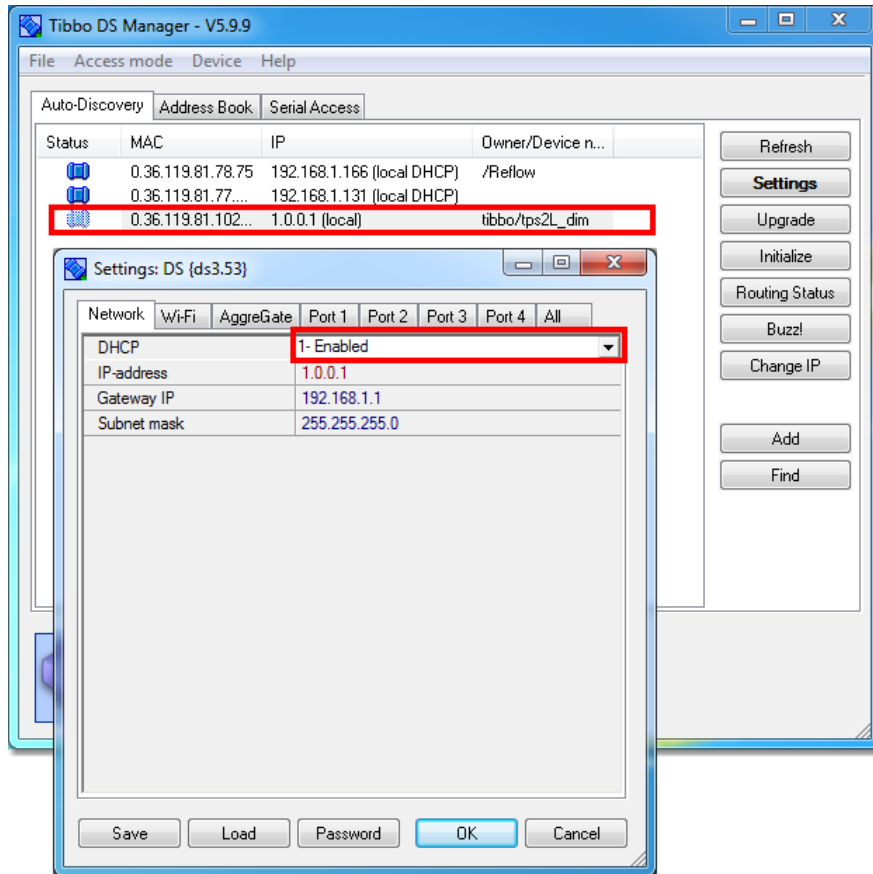 Tibbo DS Manager - V5.9.9
File Access mode Device Help
Auto-Discovery Address Book Serial Access
Status MAC IP Owner/Device n...
0.36.119.81.78.75 192.168.1.166 (local DHCP) /Reflow
0.36.119.81.77.... 192.168.1.131 (local DHCP)
0.36.119.81.102... 1.0.0.1 (local) tibbo/tps2L_dim
Refresh
Settings
Upgrade
Initialize
Routing Status
Buzz!
Change IP
Add
Find
Settings: DS {ds3.53}
Network Wi-Fi AggreGate Port 1 Port 2 Port 3 Port 4 All
DHCP 1- Enabled
IP-address 1.0.0.1
Gateway IP 192.168.1.1
Subnet mask 255.255.255.0
Save Load Password OK Cancel